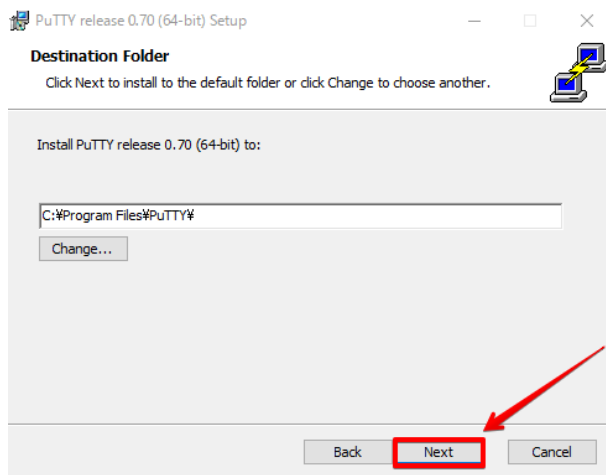 PuTTY release 0.70 (64-bit) Setup
Destination Folder
Click Next to install to the default folder or click Change to choose another.
Install PuTTY release 0.70 (64-bit) to:
C:¥Program Files¥PuTTY¥
Change...
Back Next Cancel